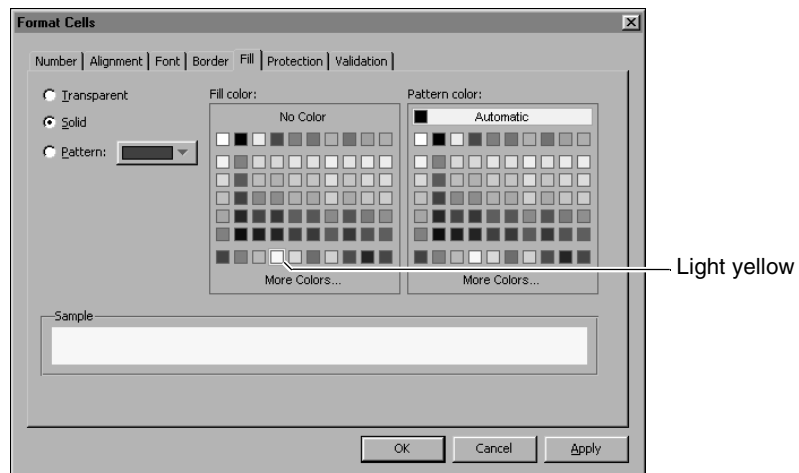 Format Cells
Number Alignment Font Border Fill Protection Validation
Transparent
Solid
Pattern:
Fill color:
No Color
More Colors...
Pattern color:
Automatic
More Colors...
Light yellow
Sample
OK Cancel Apply